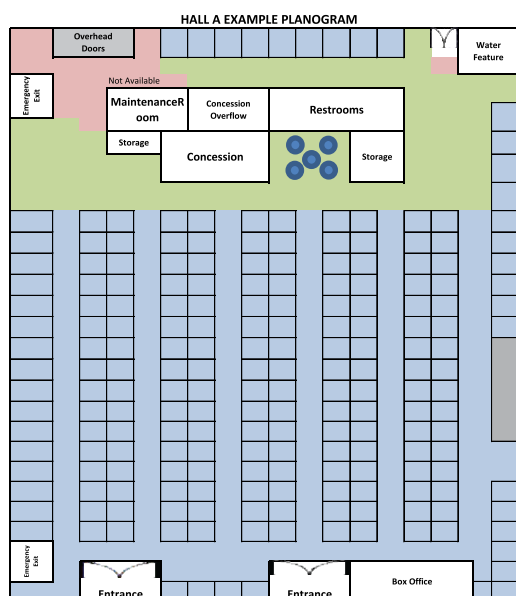 HALL A EXAMPLE PLANOGRAM
Overhead
Doors
Water
Feature
Emergency
Exit
Not Available
MaintenanceR
oom
Concession
Overflow
Restrooms
Storage
Concession
Storage
Emergency
Exit
Entrance
Entrance
Box Office